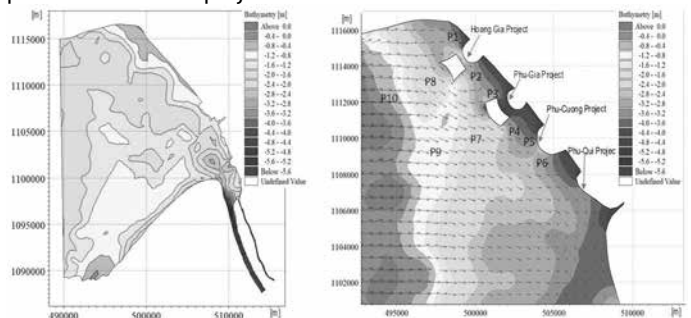 [m]
1115000
1110000
1105000
1100000
1095000
1090000
490000
500000
510000
[m]
Bathymetry [m]
Above 0.0
-0.4 - 0.0
-0.8 - -0.4
-1.2 - -0.8
-1.6 - -1.2
-2.0 - -1.6
-2.4 - -2.0
-2.8 - -2.4
-3.2 - -2.8
-3.6 - -3.2
-4.0 - -3.6
-4.4 - -4.0
-4.8 - -4.4
-5.2 - -4.8
-5.6 - -5.2
Below -5.6
Undefined Value
[m]
1116000
1114000
1112000
1110000
1108000
1106000
1104000
1102000
495000
500000
505000
510000
[m]
P1
Hoang Gia Project
P2
P8
Phu-Gia Project
P3
P10
Phu-Cuong Project
P4
P7
P5
Phu-Qui Project
P9
P6
Bathymetry [m]
Above 0.0
-0.4 - 0.0
-0.8 - -0.4
-1.2 - -0.8
-1.6 - -1.2
-2.0 - -1.6
-2.4 - -2.0
-2.8 - -2.4
-3.2 - -2.8
-3.6 - -3.2
-4.0 - -3.6
-4.4 - -4.0
-4.8 - -4.4
-5.2 - -4.8
-5.6 - -5.2
Below -5.6
Undefined Value